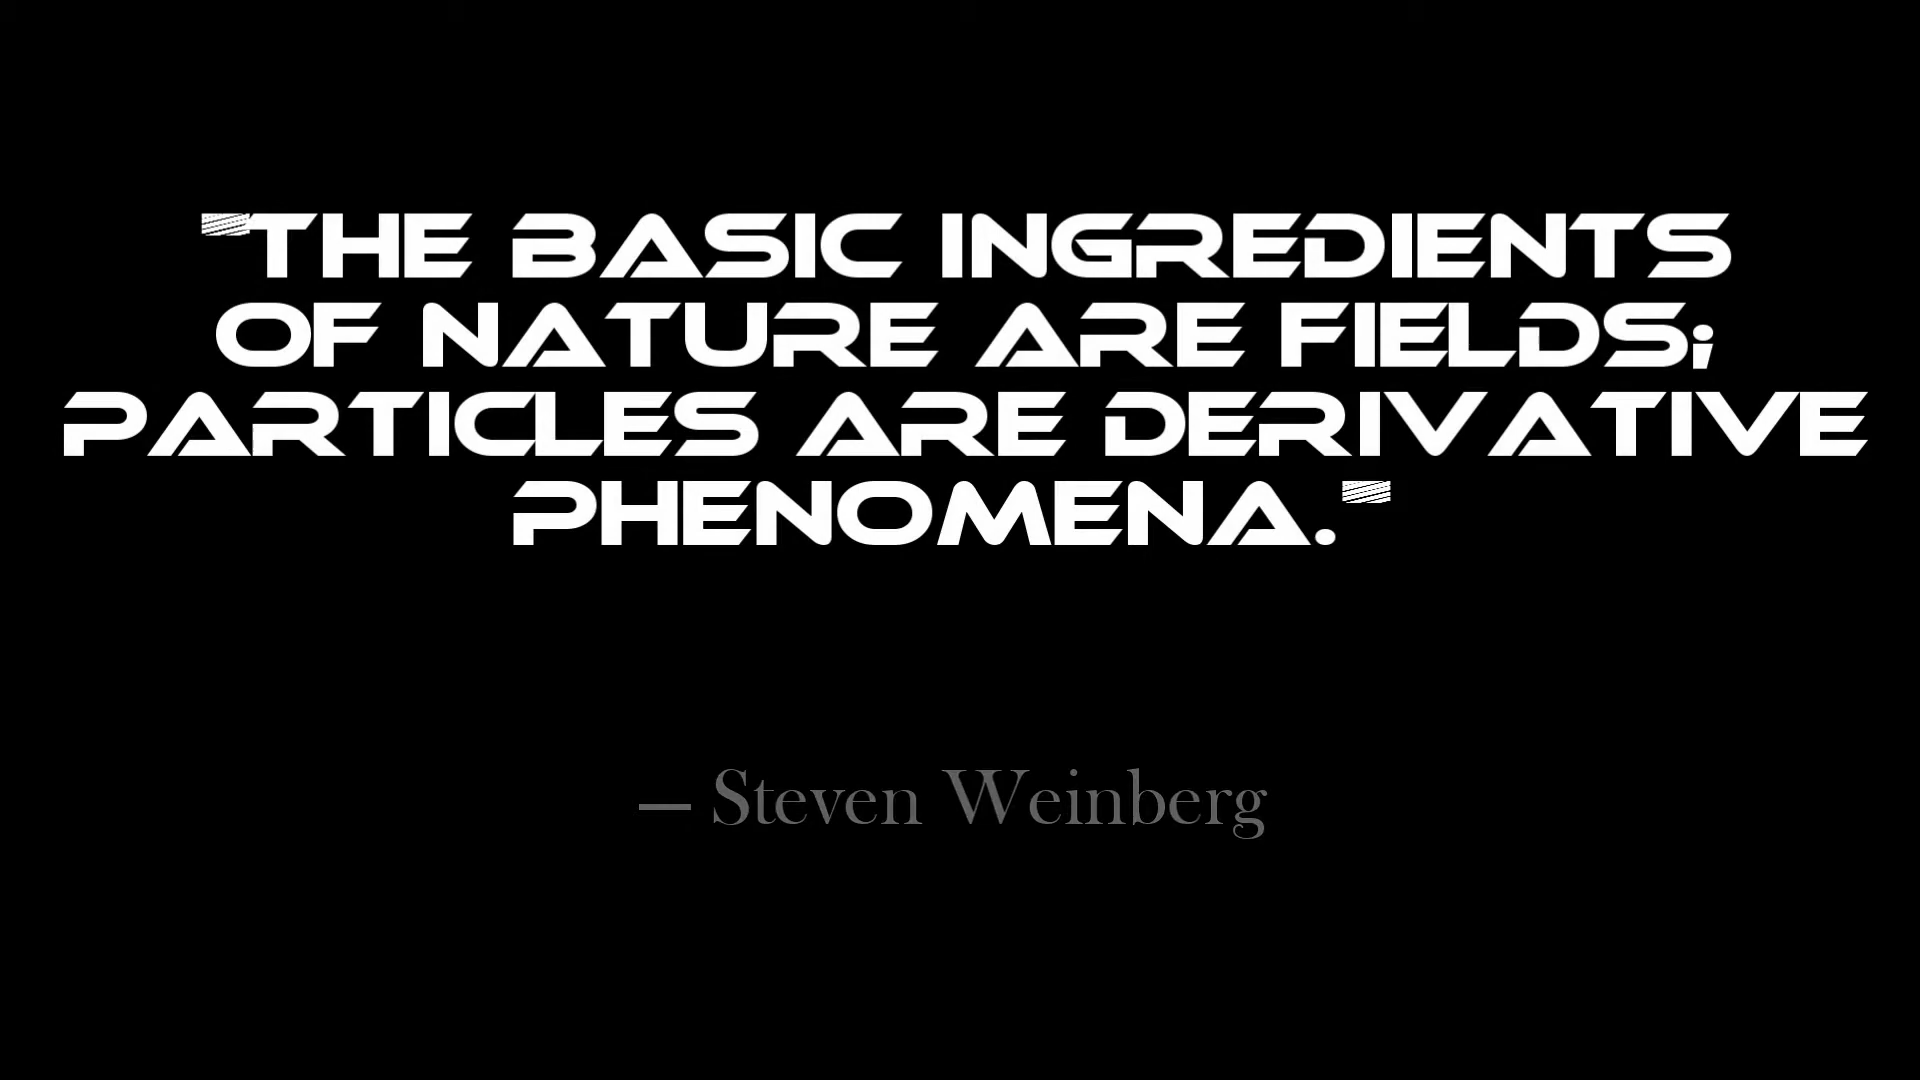 "THE BASIC INGREDIENTS
OF NATURE ARE FIELDS;
PARTICLES ARE DERIVATIVE
PHENOMENA."
— Steven Weinberg